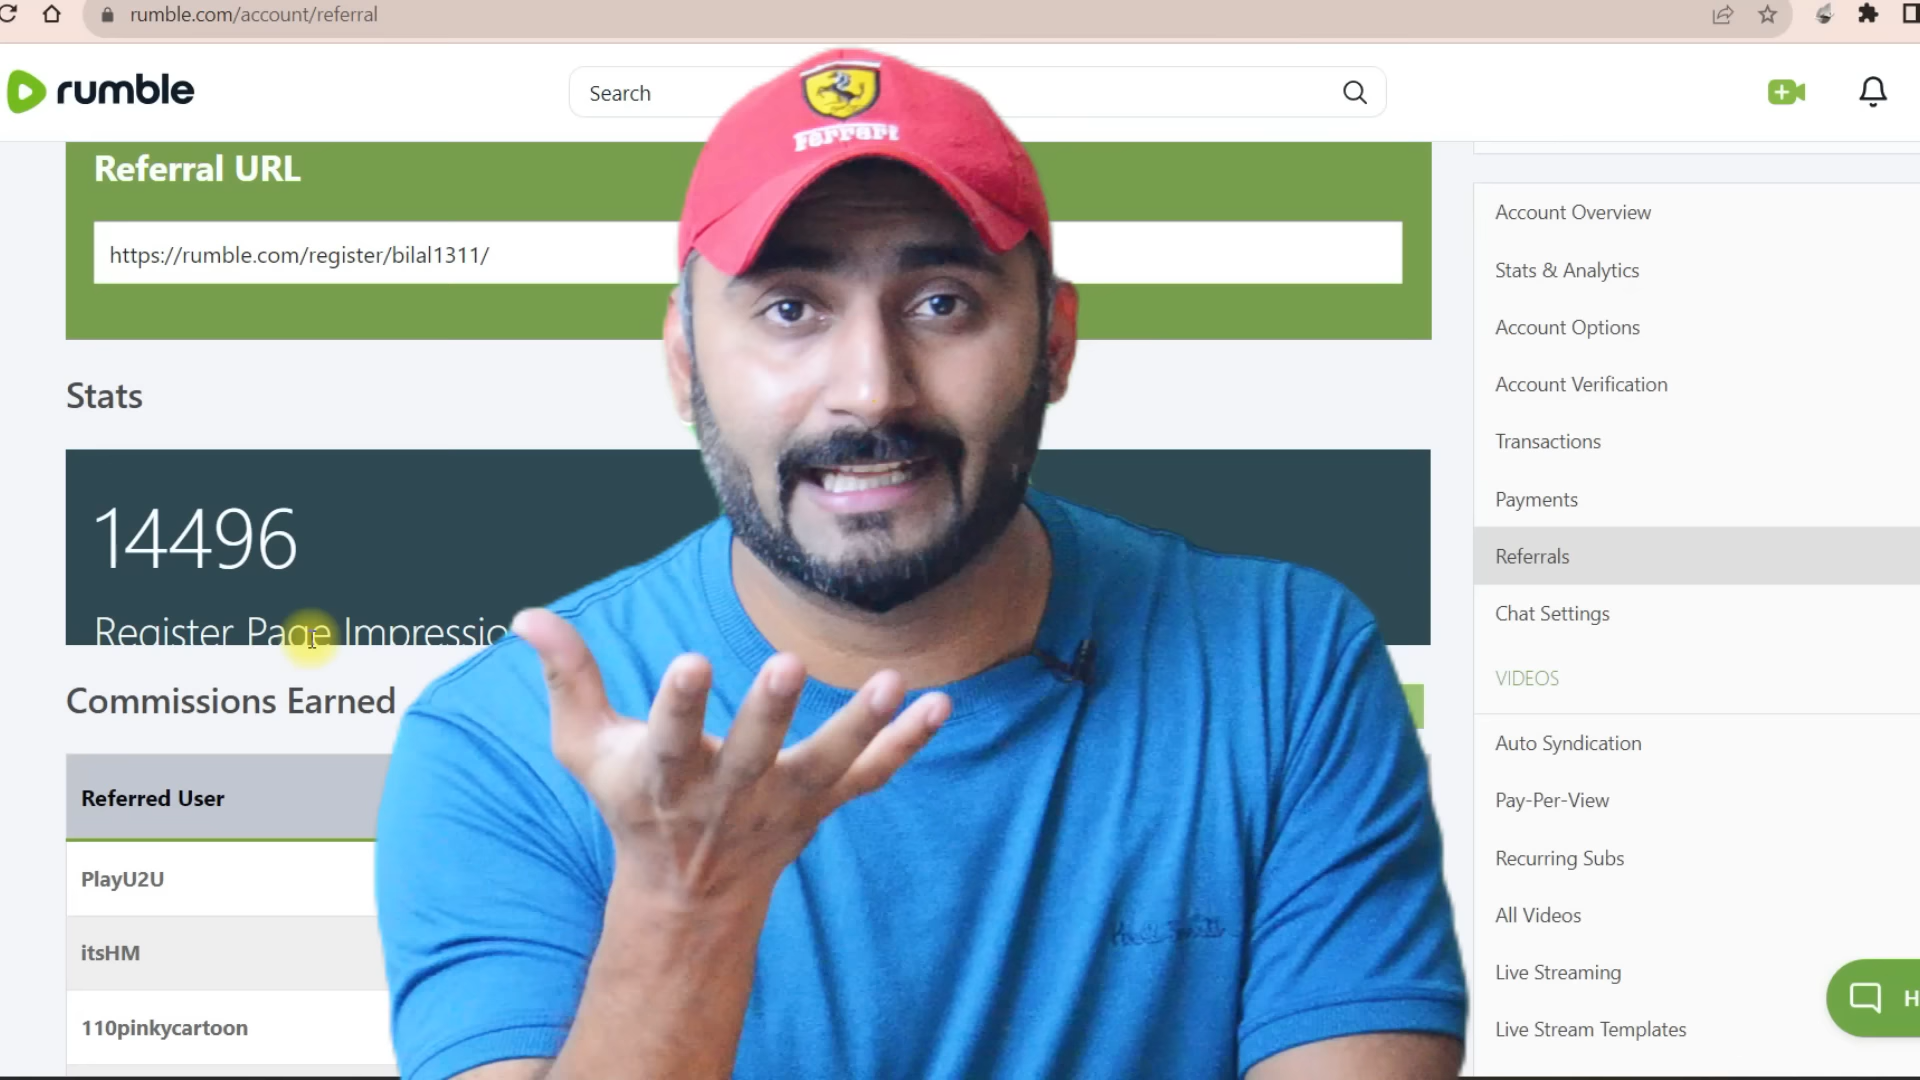 rumble.com/account/referral
rumble
Search
Ferrari
Referral URL
https://rumble.com/register/bilal1311/
Stats
14496
Register Page Impressio
Commissions Earned
Referred User
PlayU2U
itsHM
110pinkycartoon
Account Overview
Stats & Analytics
Account Options
Account Verification
Transactions
Payments
Referrals
Chat Settings
VIDEOS
Auto Syndication
Pay-Per-View
Recurring Subs
All Videos
Live Streaming
Live Stream Templates
H